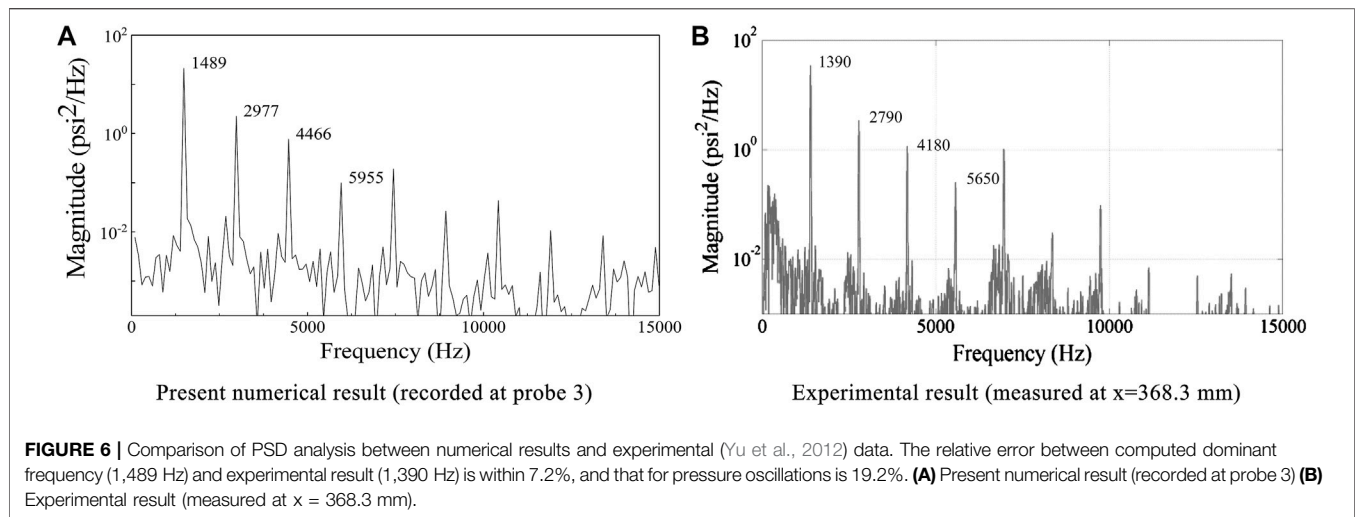 A
10^2
10^0
10^-2
Magnitude (psi^2/Hz)
1489
2977
4466
5955
0
5000
10000
15000
Frequency (Hz)
Present numerical result (recorded at probe 3)
B
10^2
10^0
10^-2
Magnitude (psi^2/Hz)
1390
2790
4180
5650
0
5000
10000
15000
Frequency (Hz)
Experimental result (measured at x=368.3 mm)
FIGURE 6 | Comparison of PSD analysis between numerical results and experimental (Yu et al., 2012) data. The relative error between computed dominant
frequency (1,489 Hz) and experimental result (1,390 Hz) is within 7.2%, and that for pressure oscillations is 19.2%. (A) Present numerical result (recorded at probe 3) (B)
Experimental result (measured at x = 368.3 mm).